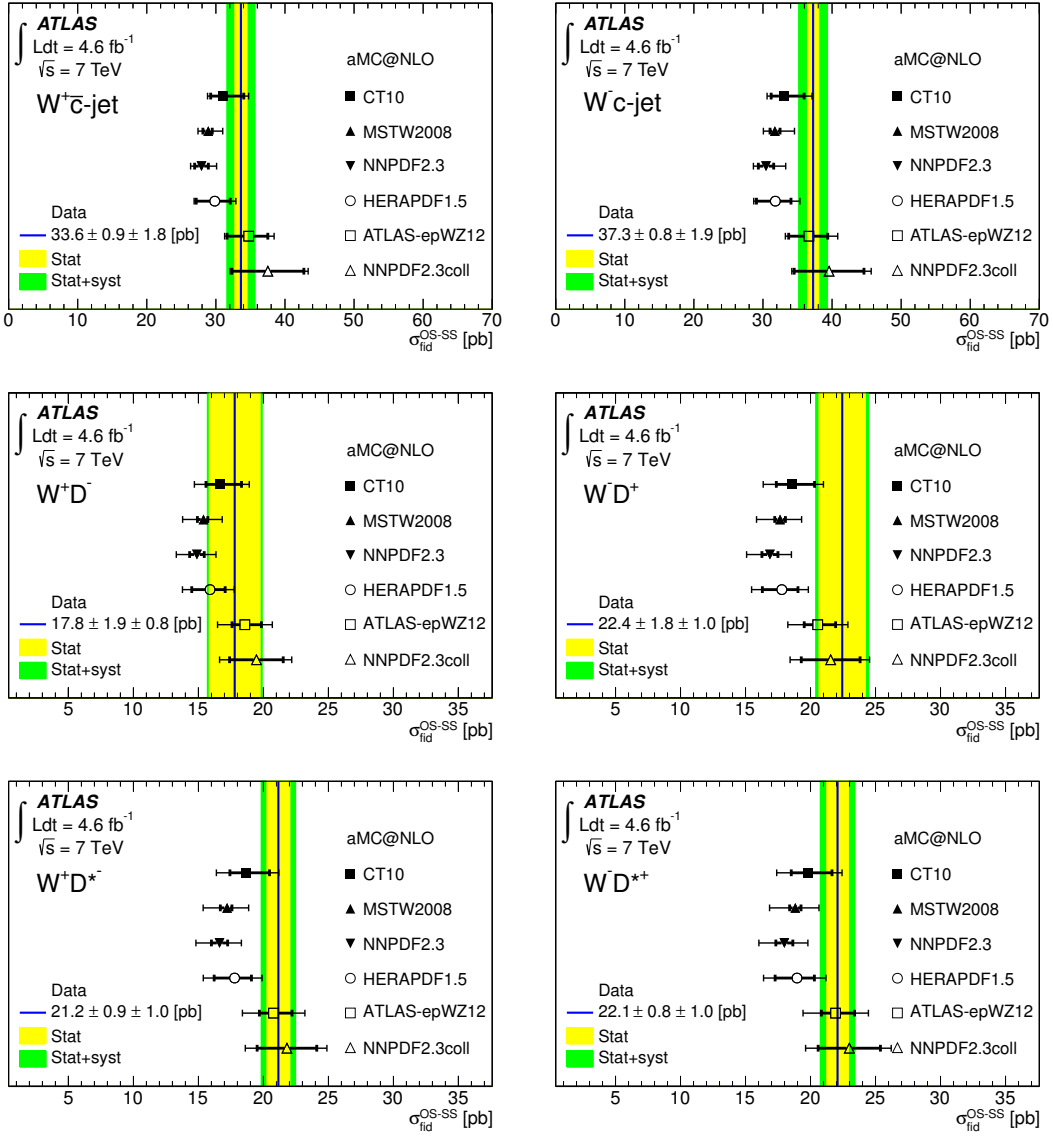 ATLAS
∫ Ldt = 4.6 fb⁻¹
√s = 7 TeV
W⁺c̅-jet
aMC@NLO
CT10
MSTW2008
NNPDF2.3
HERAPDF1.5
ATLAS-epWZ12
NNPDF2.3coll
Data
33.6 ± 0.9 ± 1.8 [pb]
Stat
Stat+syst
0 10 20 30 40 50 60 70
σ_fid^OS-SS [pb]
ATLAS
∫ Ldt = 4.6 fb⁻¹
√s = 7 TeV
W⁻c-jet
aMC@NLO
CT10
MSTW2008
NNPDF2.3
HERAPDF1.5
ATLAS-epWZ12
NNPDF2.3coll
Data
37.3 ± 0.8 ± 1.9 [pb]
Stat
Stat+syst
0 10 20 30 40 50 60 70
σ_fid^OS-SS [pb]
ATLAS
∫ Ldt = 4.6 fb⁻¹
√s = 7 TeV
W⁺D⁻
aMC@NLO
CT10
MSTW2008
NNPDF2.3
HERAPDF1.5
ATLAS-epWZ12
NNPDF2.3coll
Data
17.8 ± 1.9 ± 0.8 [pb]
Stat
Stat+syst
5 10 15 20 25 30 35
σ_fid^OS-SS [pb]
ATLAS
∫ Ldt = 4.6 fb⁻¹
√s = 7 TeV
W⁻D⁺
aMC@NLO
CT10
MSTW2008
NNPDF2.3
HERAPDF1.5
ATLAS-epWZ12
NNPDF2.3coll
Data
22.4 ± 1.8 ± 1.0 [pb]
Stat
Stat+syst
5 10 15 20 25 30 35
σ_fid^OS-SS [pb]
ATLAS
∫ Ldt = 4.6 fb⁻¹
√s = 7 TeV
W⁺D*⁻
aMC@NLO
CT10
MSTW2008
NNPDF2.3
HERAPDF1.5
ATLAS-epWZ12
NNPDF2.3coll
Data
21.2 ± 0.9 ± 1.0 [pb]
Stat
Stat+syst
5 10 15 20 25 30 35
σ_fid^OS-SS [pb]
ATLAS
∫ Ldt = 4.6 fb⁻¹
√s = 7 TeV
W⁻D*⁺
aMC@NLO
CT10
MSTW2008
NNPDF2.3
HERAPDF1.5
ATLAS-epWZ12
NNPDF2.3coll
Data
22.1 ± 0.8 ± 1.0 [pb]
Stat
Stat+syst
5 10 15 20 25 30 35
σ_fid^OS-SS [pb]